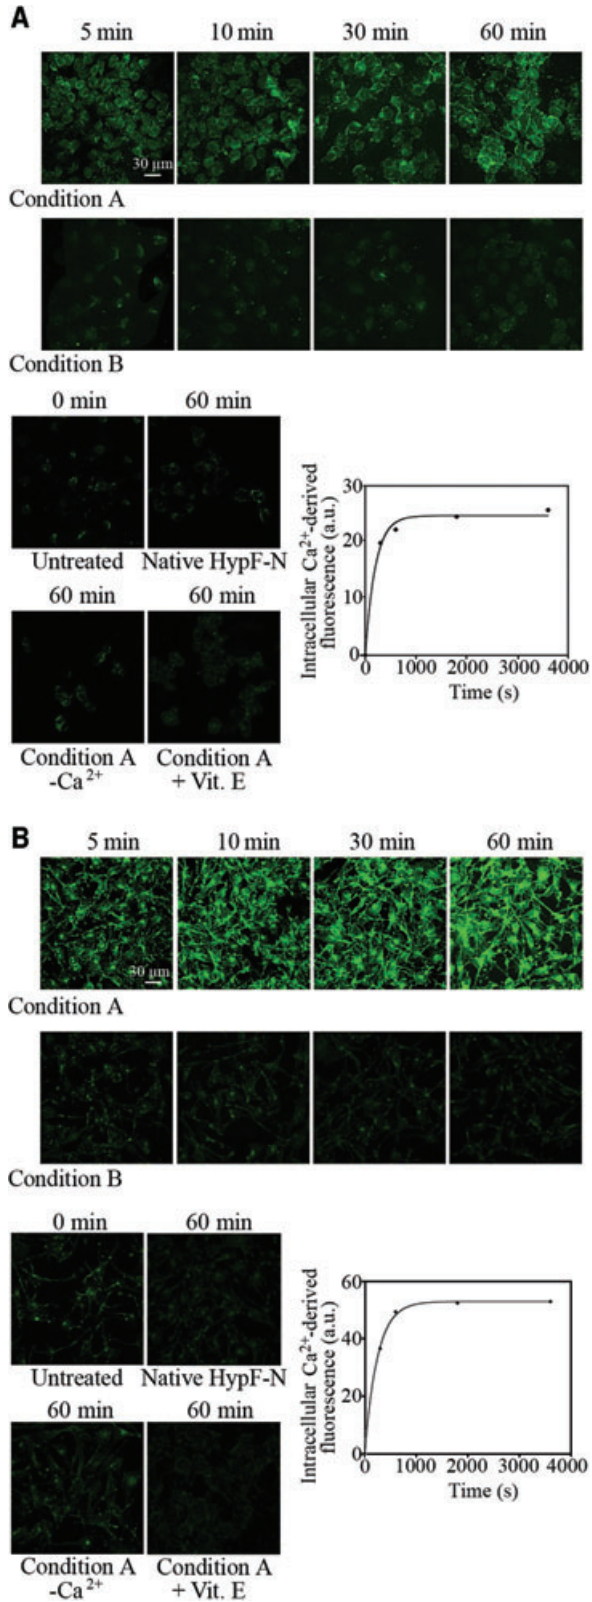 A
5 min 10 min 30 min 60 min
30 µm
Condition A
Condition B
0 min 60 min
Untreated Native HypF-N
60 min 60 min
Condition A Condition A
-Ca²⁺ + Vit. E
Intracellular Ca²⁺-derived
fluorescence (a.u.)
30
20
10
0
0 1000 2000 3000 4000
Time (s)
B
5 min 10 min 30 min 60 min
30 µm
Condition A
Condition B
0 min 60 min
Untreated Native HypF-N
60 min 60 min
Condition A Condition A
-Ca²⁺ + Vit. E
Intracellular Ca²⁺-derived
fluorescence (a.u.)
60
40
20
0
0 1000 2000 3000 4000
Time (s)